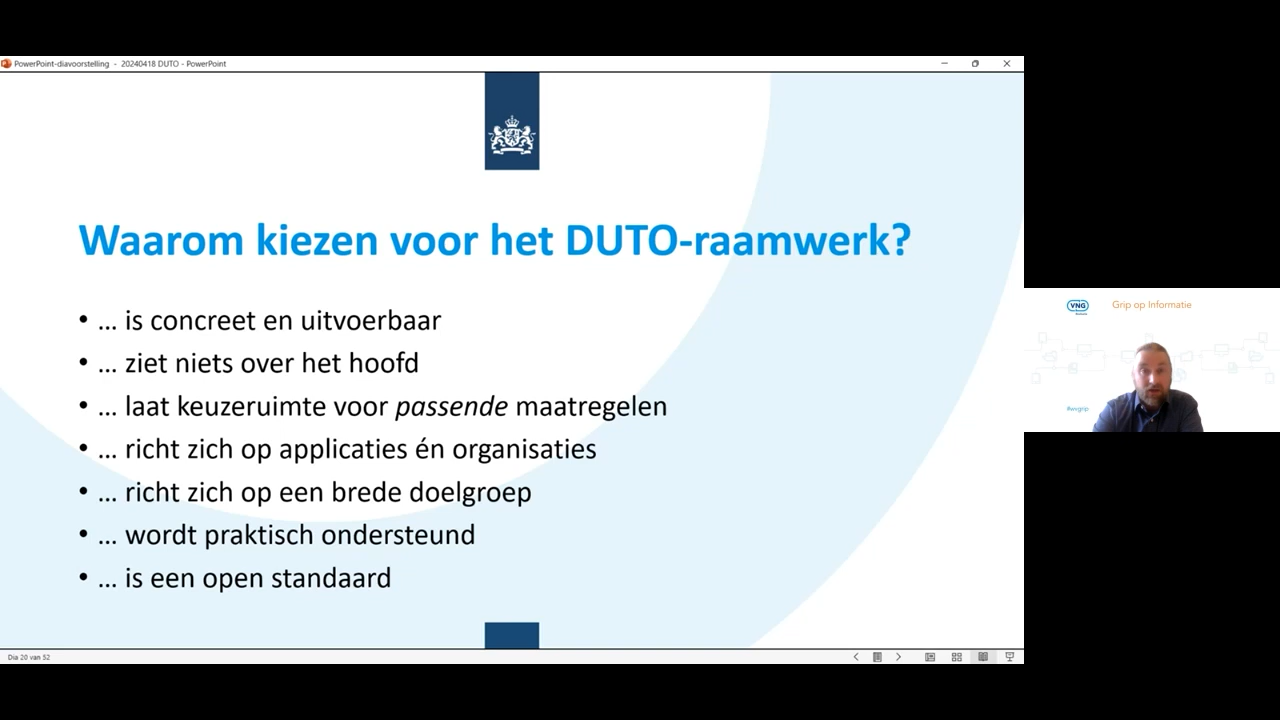 PowerPoint-diavoorstelling - 20240418 DUTO - PowerPoint
Waarom kiezen voor het DUTO-raamwerk?
• ... is concreet en uitvoerbaar
• ... ziet niets over het hoofd
• ... laat keuzeruimte voor passende maatregelen
• ... richt zich op applicaties én organisaties
• ... richt zich op een brede doelgroep
• ... wordt praktisch ondersteund
• ... is een open standaard
Dia 20 van 52
VNG
Grip op Informatie